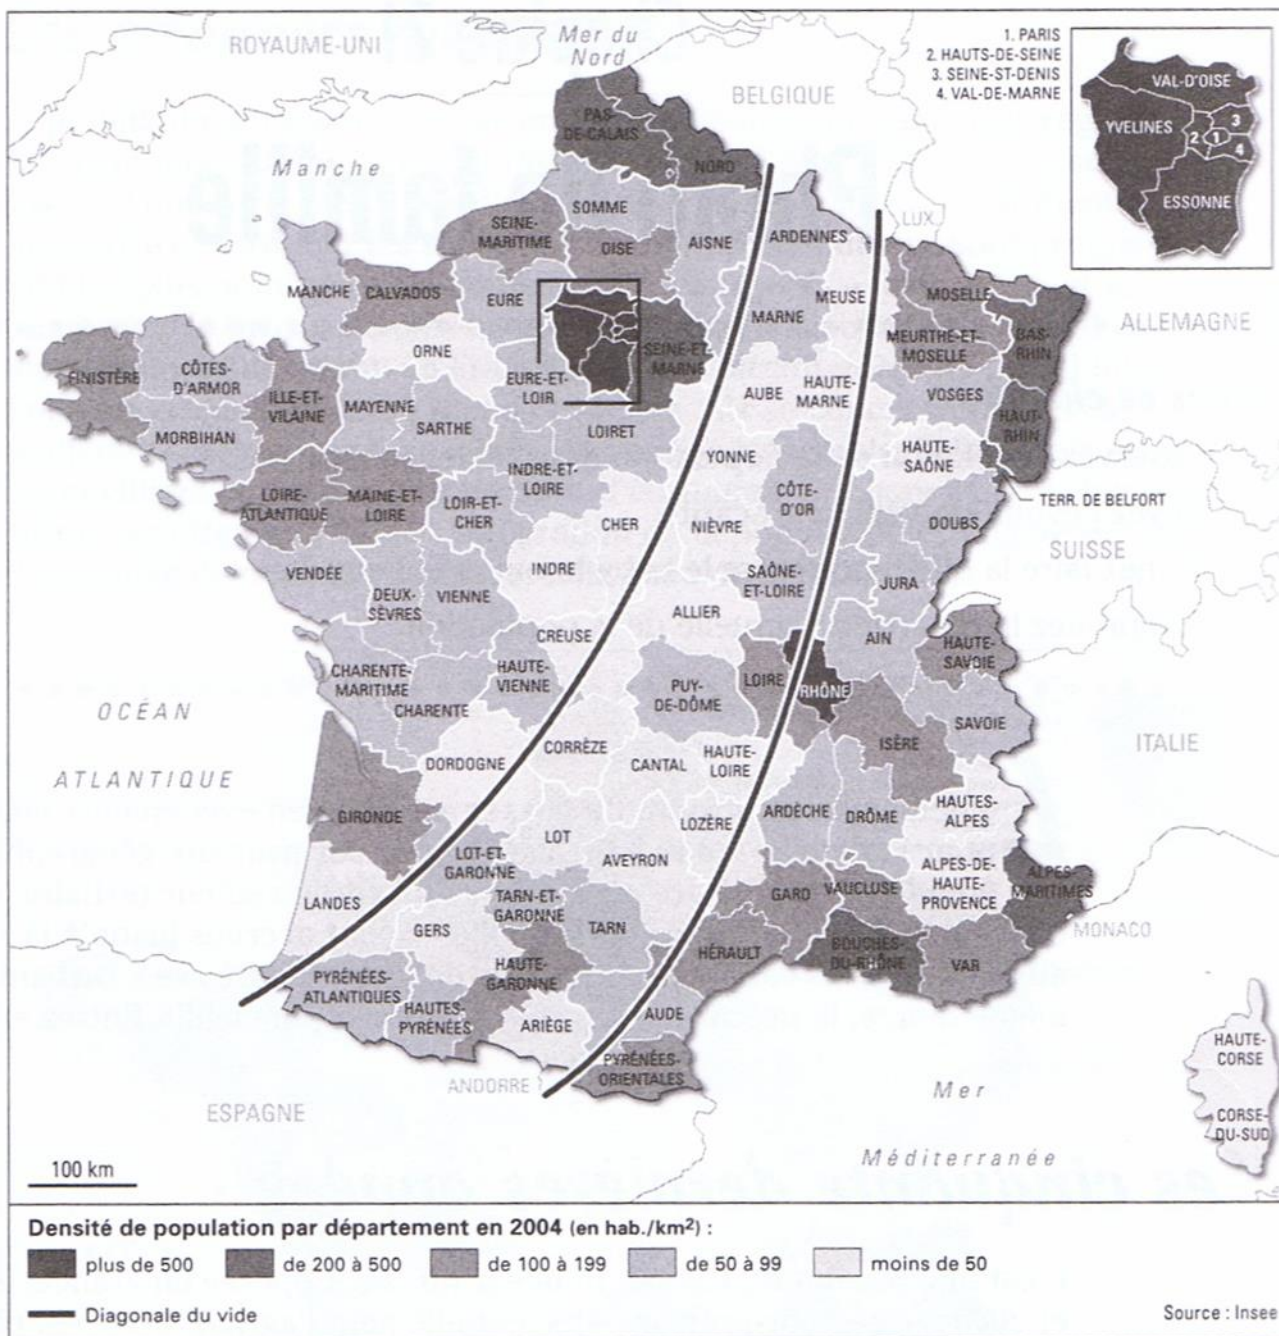 ROYAUME-UNI
Mer du
Nord
BELGIQUE
1. PARIS
2. HAUTS-DE-SEINE
3. SEINE-ST-DENIS
4. VAL-DE-MARNE
VAL-D'OISE
YVELINES
3
2
1
4
ESSONNE
Manche
PAS-
DE-CALAIS
NORD
LUX.
SOMME
SEINE-
MARITIME
OISE
AISNE
ARDENNES
MANCHE
CALVADOS
EURE
MEUSE
MARNE
MOSELLE
MEURTHE-ET-
MOSELLE
BAS-
RHIN
ALLEMAGNE
ORNE
SEINE-ET-
MARNE
FINISTÈRE
CÔTES-
D'ARMOR
ILLE-ET-
VILAINE
MAYENNE
EURE-ET-
LOIR
AUBE
HAUTE-
MARNE
VOSGES
HAUT-
RHIN
MORBIHAN
SARTHE
LOIRET
YONNE
HAUTE-
SAÔNE
TERR. DE BELFORT
LOIRE-
ATLANTIQUE
MAINE-ET-
LOIRE
INDRE-ET-
LOIRE
LOIR-ET-
CHER
CHER
NIÈVRE
CÔTE-
D'OR
DOUBS
SUISSE
VENDÉE
DEUX-
SÈVRES
VIENNE
INDRE
ALLIER
SAÔNE-
ET-LOIRE
JURA
CREUSE
AIN
HAUTE-
SAVOIE
CHARENTE-
MARITIME
CHARENTE
HAUTE-
VIENNE
PUY-
DE-DÔME
LOIRE
RHÔNE
SAVOIE
OCÉAN
ATLANTIQUE
ITALIE
DORDOGNE
CORRÈZE
CANTAL
HAUTE-
LOIRE
ISÈRE
GIRONDE
LOT
LOZÈRE
ARDÈCHE
DRÔME
HAUTES-
ALPES
LOT-ET-
GARONNE
AVEYRON
LANDES
TARN-ET-
GARONNE
TARN
GARD
VAUCLUSE
ALPES-DE-
HAUTE-
PROVENCE
ALPES-
MARITIMES
MONACO
GERS
HAUTE-
GARONNE
HÉRAULT
BOUCHES-
DU-RHÔNE
VAR
PYRÉNÉES-
ATLANTIQUES
HAUTES-
PYRÉNÉES
ARIÈGE
AUDE
PYRÉNÉES-
ORIENTALES
ANDORRE
ESPAGNE
Mer
Méditerranée
HAUTE-
CORSE
CORSE-
DU-SUD
100 km
Densité de population par département en 2004 (en hab./km²) :
plus de 500 de 200 à 500 de 100 à 199 de 50 à 99 moins de 50
Diagonale du vide
Source : Insee